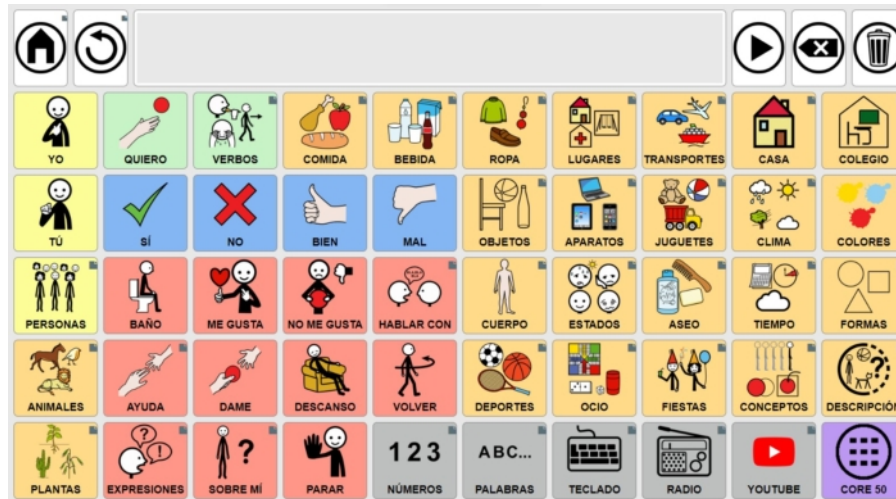 YO QUIERO VERBOS COMIDA BEBIDA ROPA LUGARES TRANSPORTES CASA COLEGIO
TÚ SÍ NO BIEN MAL OBJETOS APARATOS JUGUETES CLIMA COLORES
PERSONAS BAÑO ME GUSTA NO ME GUSTA HABLAR CON CUERPO ESTADOS ASEO TIEMPO FORMAS
ANIMALES AYUDA DAME DESCANSO VOLVER DEPORTES OCIO FIESTAS CONCEPTOS DESCRIPCIÓN
1 2 3 ABC...
PLANTAS EXPRESIONES SOBRE MÍ PARAR NÚMEROS PALABRAS TECLADO RADIO YOUTUBE CORE 50